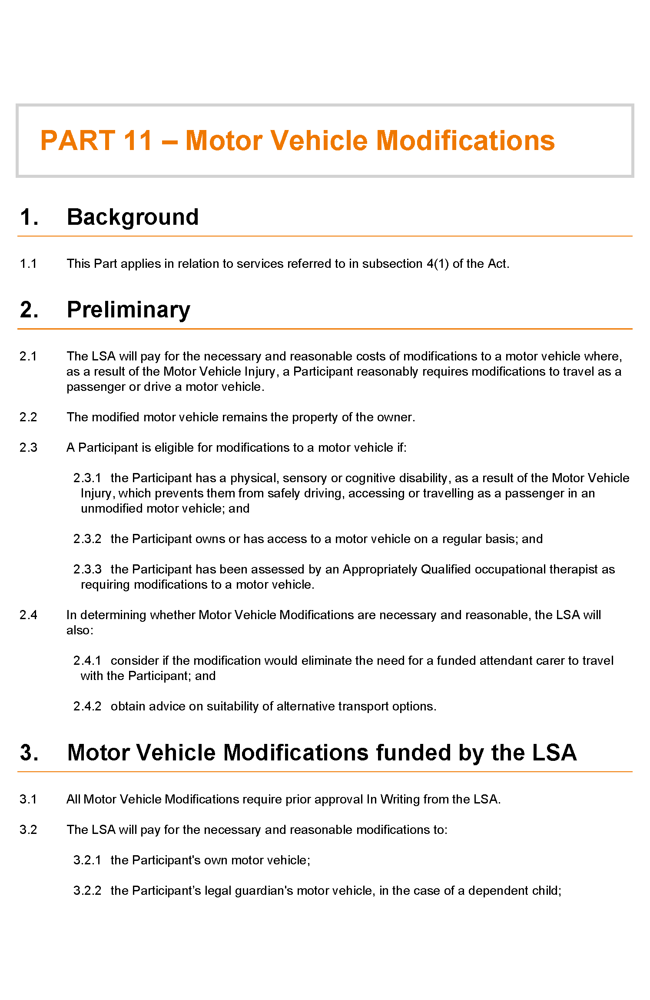 PART 11 – Motor Vehicle Modifications
1. Background
1.1 This Part applies in relation to services referred to in subsection 4(1) of the Act.
2. Preliminary
2.1 The LSA will pay for the necessary and reasonable costs of modifications to a motor vehicle where,
as a result of the Motor Vehicle Injury, a Participant reasonably requires modifications to travel as a
passenger or drive a motor vehicle.
2.2 The modified motor vehicle remains the property of the owner.
2.3 A Participant is eligible for modifications to a motor vehicle if:
2.3.1 the Participant has a physical, sensory or cognitive disability, as a result of the Motor Vehicle
Injury, which prevents them from safely driving, accessing or travelling as a passenger in an
unmodified motor vehicle; and
2.3.2 the Participant owns or has access to a motor vehicle on a regular basis; and
2.3.3 the Participant has been assessed by an Appropriately Qualified occupational therapist as
requiring modifications to a motor vehicle.
2.4 In determining whether Motor Vehicle Modifications are necessary and reasonable, the LSA will
also:
2.4.1 consider if the modification would eliminate the need for a funded attendant carer to travel
with the Participant; and
2.4.2 obtain advice on suitability of alternative transport options.
3. Motor Vehicle Modifications funded by the LSA
3.1 All Motor Vehicle Modifications require prior approval In Writing from the LSA.
3.2 The LSA will pay for the necessary and reasonable modifications to:
3.2.1 the Participant's own motor vehicle;
3.2.2 the Participant’s legal guardian's motor vehicle, in the case of a dependent child;